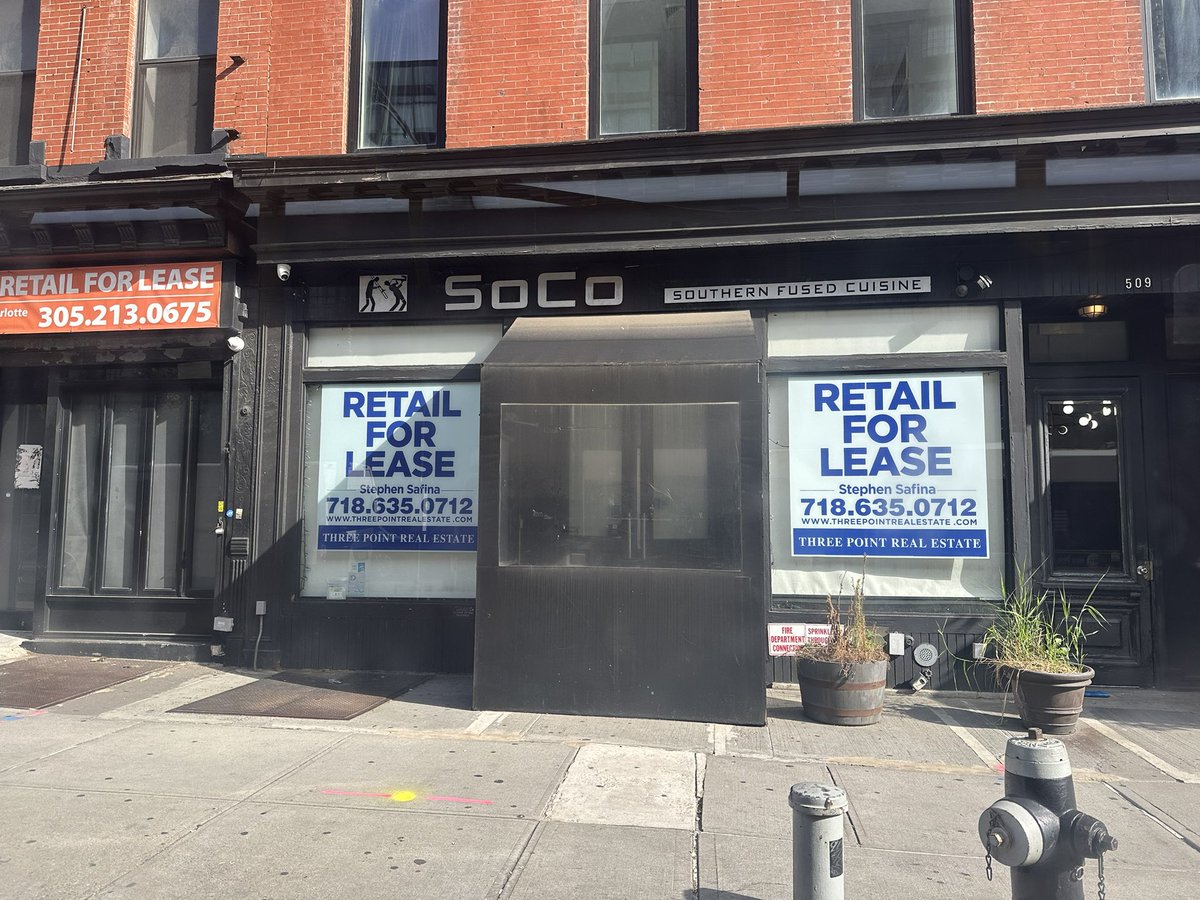 RETAIL FOR LEASE
rlotte 305.213.0675
SoCo SOUTHERN FUSED CUISINE
509
RETAIL
FOR
LEASE
Stephen Safina
718.635.0712
WWW.THREEPOINTREALESTATE.COM
THREE POINT REAL ESTATE
RETAIL
FOR
LEASE
Stephen Safina
718.635.0712
WWW.THREEPOINTREALESTATE.COM
THREE POINT REAL ESTATE
FIRE
DEPARTMENT
CONNECTION